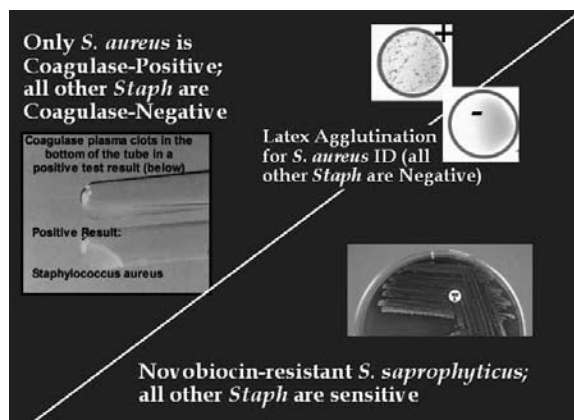 Only S. aureus is
Coagulase-Positive;
all other Staph are
Coagulase-Negative
Coagulase plasma clots in the
bottom of the tube in a
positive test result (below)
Positive Result:
Staphylococcus aureus
+
-
Latex Agglutination
for S. aureus ID (all
other Staph are Negative)
Novobiocin-resistant S. saprophyticus;
all other Staph are sensitive